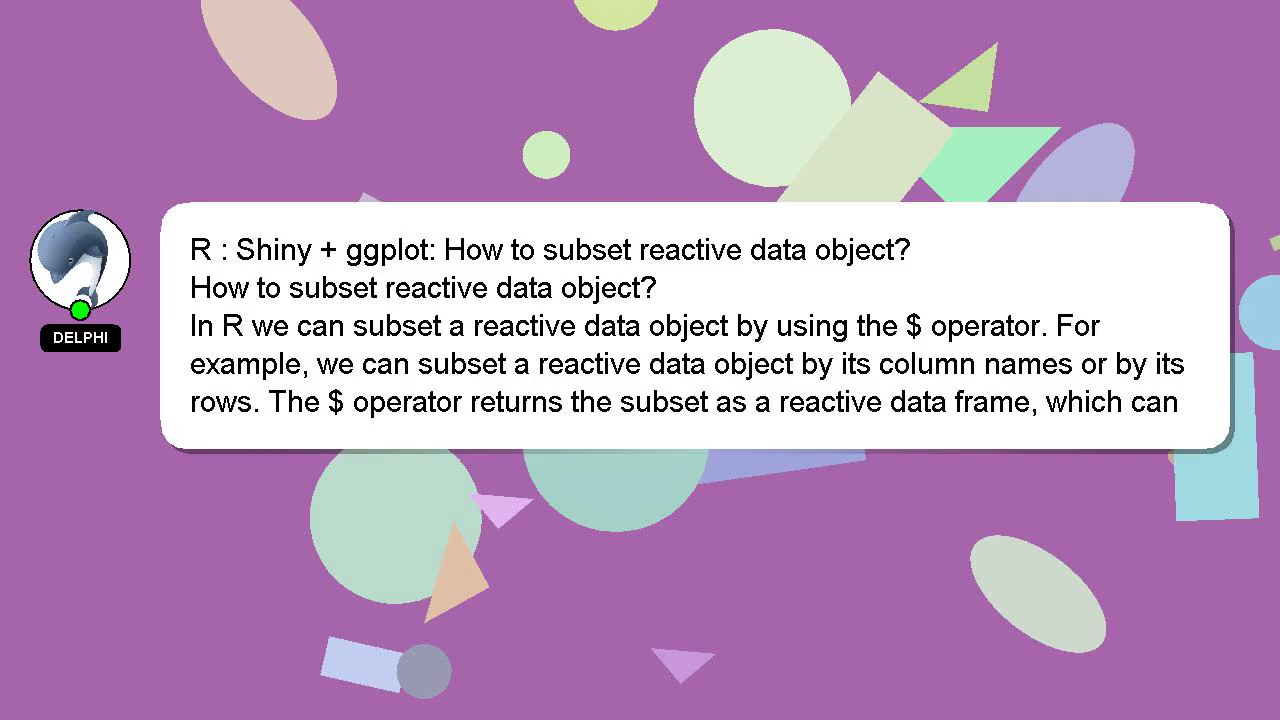 R : Shiny + ggplot: How to subset reactive data object?
How to subset reactive data object?
In R we can subset a reactive data object by using the $ operator. For
example, we can subset a reactive data object by its column names or by its
rows. The $ operator returns the subset as a reactive data frame, which can
DELPHI